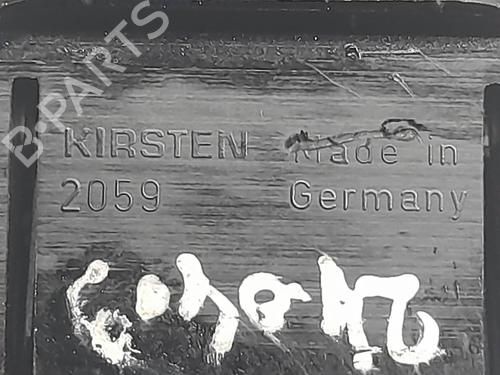 B-PARTS
KIRSTEN Made in
2059 Germany